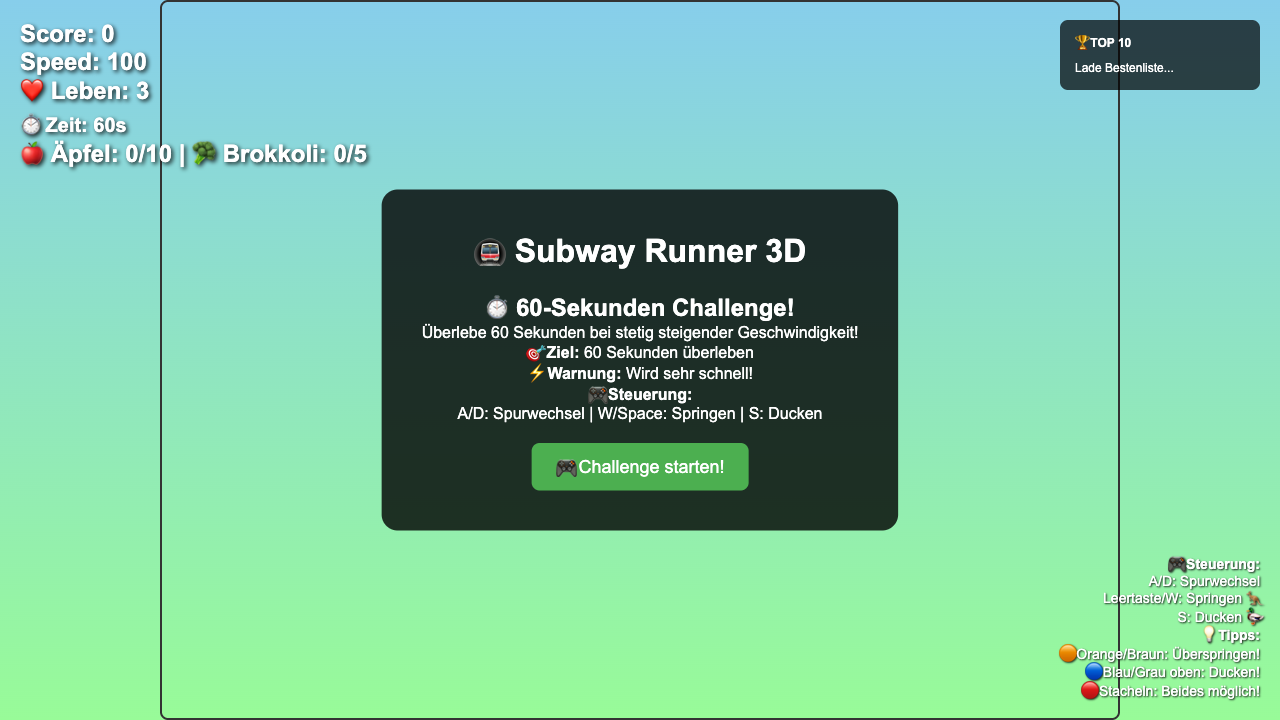 Score: 0
Speed: 100
❤️ Leben: 3
⏱️ Zeit: 60s
🍎 Äpfel: 0/10 | 🥦 Brokkoli: 0/5
🏆 TOP 10
Lade Bestenliste...
🚇 Subway Runner 3D
⏱️ 60-Sekunden Challenge!
Überlebe 60 Sekunden bei stetig steigender Geschwindigkeit!
🎯 Ziel: 60 Sekunden überleben
⚡ Warnung: Wird sehr schnell!
🎮 Steuerung:
A/D: Spurwechsel | W/Space: Springen | S: Ducken
🎮 Challenge starten!
🎮 Steuerung:
A/D: Spurwechsel
Leertaste/W: Springen 🦘
S: Ducken 🦆
💡 Tipps:
🟠 Orange/Braun: Überspringen!
🔵 Blau/Grau oben: Ducken!
🔴 Stacheln: Beides möglich!